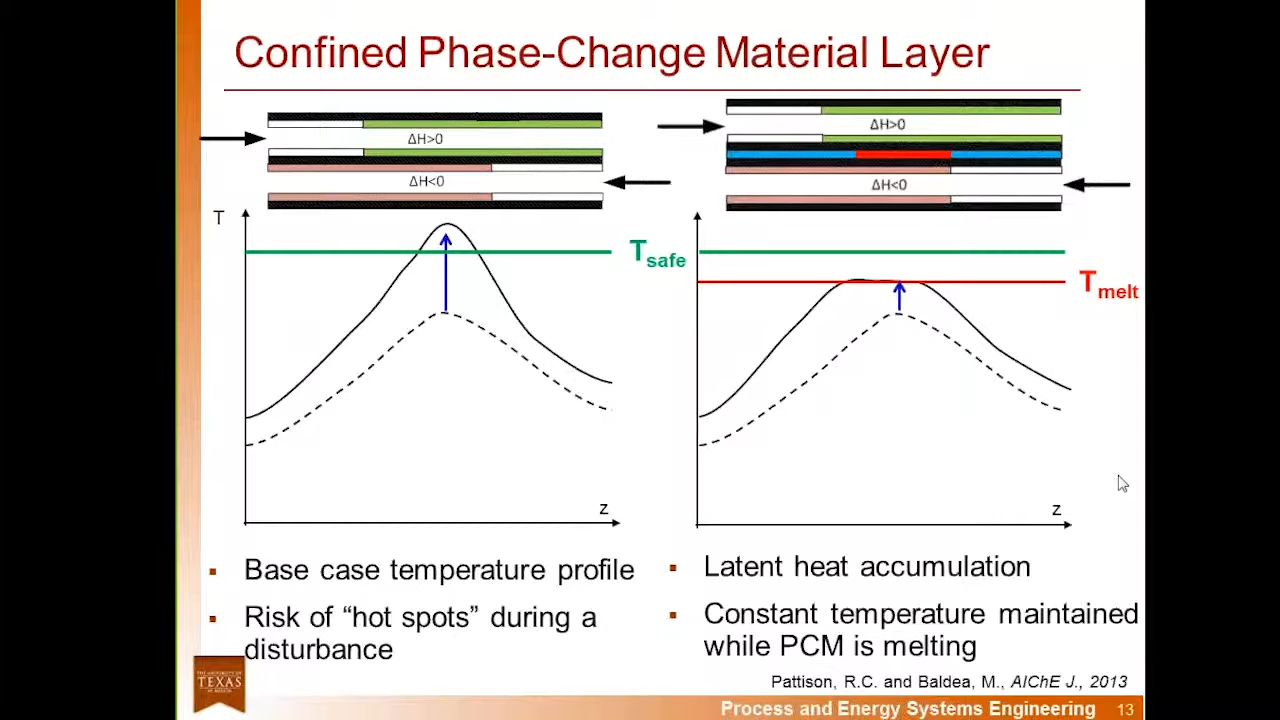 Confined Phase-Change Material Layer
ΔH>0
ΔH<0
ΔH>0
ΔH<0
T
Tsafe
Tmelt
z
z
▪ Base case temperature profile
▪ Risk of “hot spots” during a
disturbance
▪ Latent heat accumulation
▪ Constant temperature maintained
while PCM is melting
Pattison, R.C. and Baldea, M., AIChE J., 2013
THE UNIVERSITY OF
TEXAS
AT AUSTIN
Process and Energy Systems Engineering 13